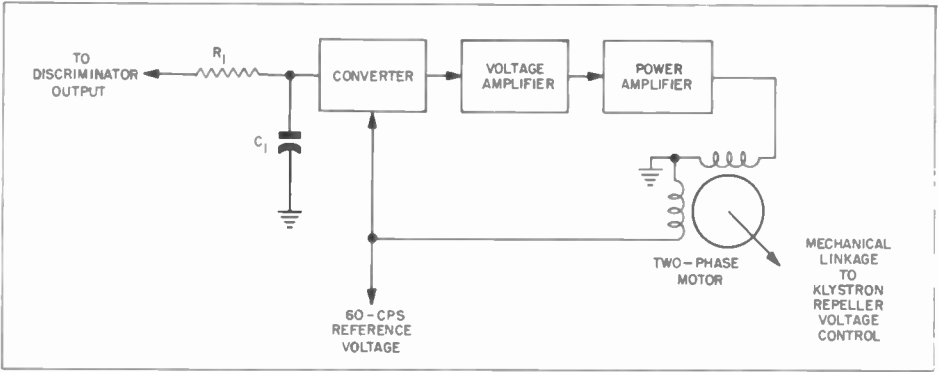 TO
DISCRIMINATOR
OUTPUT
R1
C1
CONVERTER
VOLTAGE
AMPLIFIER
POWER
AMPLIFIER
TWO-PHASE
MOTOR
60-CPS
REFERENCE
VOLTAGE
MECHANICAL
LINKAGE
TO
KLYSTRON
REPELLER
VOLTAGE
CONTROL